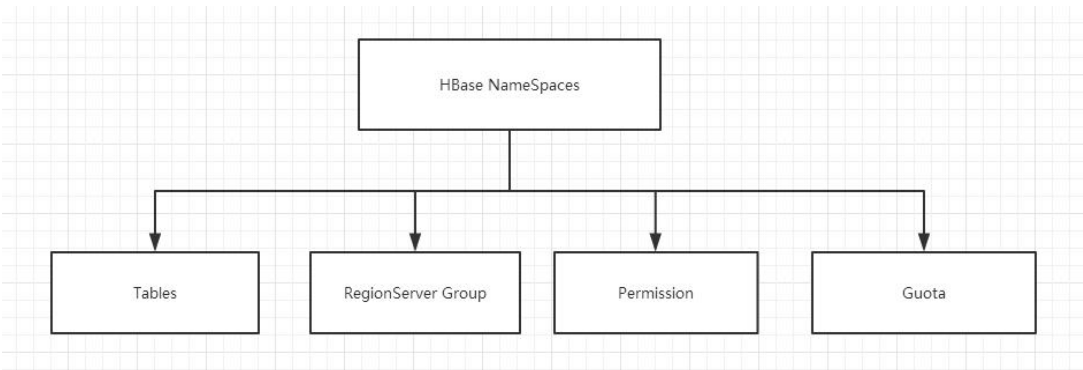 HBase NameSpaces
Tables
RegionServer Group
Permission
Guota